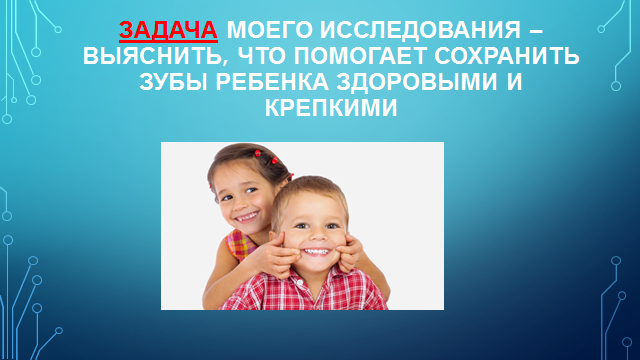 ЗАДАЧА МОЕГО ИССЛЕДОВАНИЯ –
ВЫЯСНИТЬ, ЧТО ПОМОГАЕТ СОХРАНИТЬ
ЗУБЫ РЕБЕНКА ЗДОРОВЫМИ И
КРЕПКИМИ